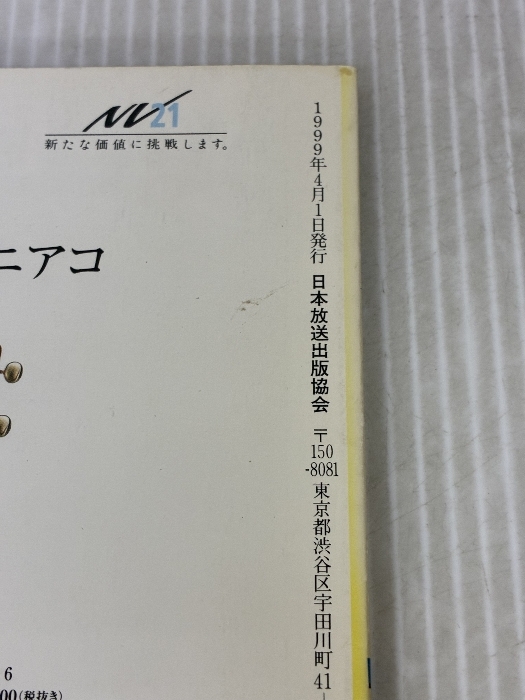 NV21
新たな価値に挑戦します。
ニアコ
1999年4月1日発行 日本放送出版協会 〒150-8081 東京都渋谷区宇田川町41-
6
00(税抜き)